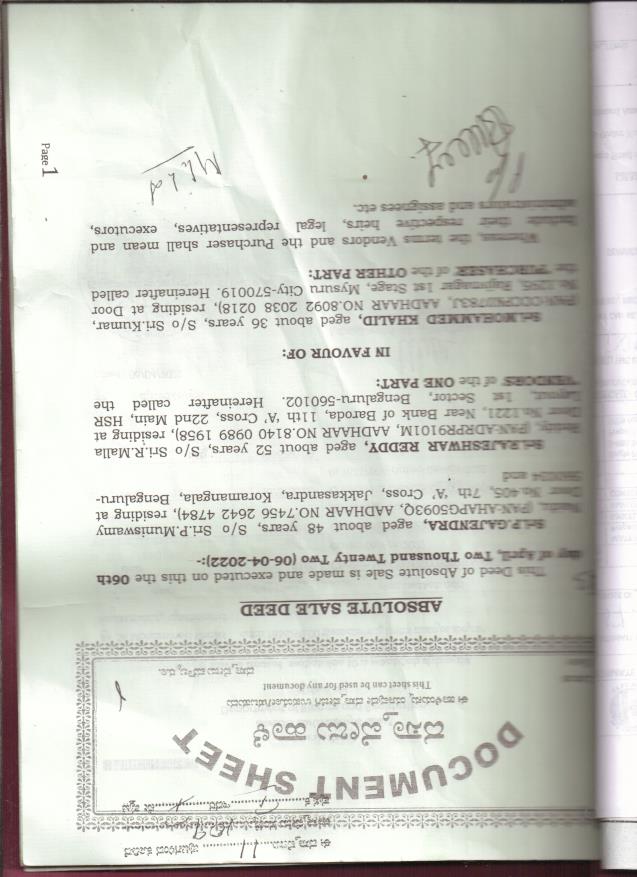 ಈ ದಸ್ತಾವೇಜಿನ 11 ಪುಟಗಳಿಂದ ಕೂಡಿದೆ
DOCUMENT SHEET
ದಸ್ತಾವೇಜು ಹಾಳೆ
This sheet can be used for any document
ABSOLUTE SALE DEED
This Deed of Absolute Sale is made and executed on this the 06th
day of April, Two Thousand Twenty Two (06-04-2022):-
Sri.P.GAJENDRA, aged about 48 years, S/o Sri.P.Muniswamy
Naidu, (PAN-AHAPG5093Q, AADHAAR NO.7456 2642 4784), residing at
Door No.405, 7th 'A' Cross, Jakkasandra, Koramangala, Bengaluru-
and
Sri.RAJESHWAR REDDY, aged about 52 years, S/o Sri.R.Malla
Reddy, (PAN-ADRPR9101M, AADHAAR NO.8140 0989 1958), residing at
Door No.1221, Near Bank of Baroda, 11th 'A' Cross, 22nd Main, HSR
Layout, 1st Sector, Bengaluru-560102. Hereinafter called the
"VENDORS' of the ONE PART:
IN FAVOUR OF:
Sri.MOHAMMED KHALID, aged about 36 years, S/o Sri.Kumar,
AADHAAR NO.8092 2038 0218), residing at Door
Rajivnagar 1st Stage, Mysuru City-570019. Hereinafter called
the "PURCHASER' of the OTHER PART:
Whereas, the terms Vendors and the Purchaser shall mean and
include their respective heirs, legal representatives, executors,
administrators and assignees etc.
Page 1